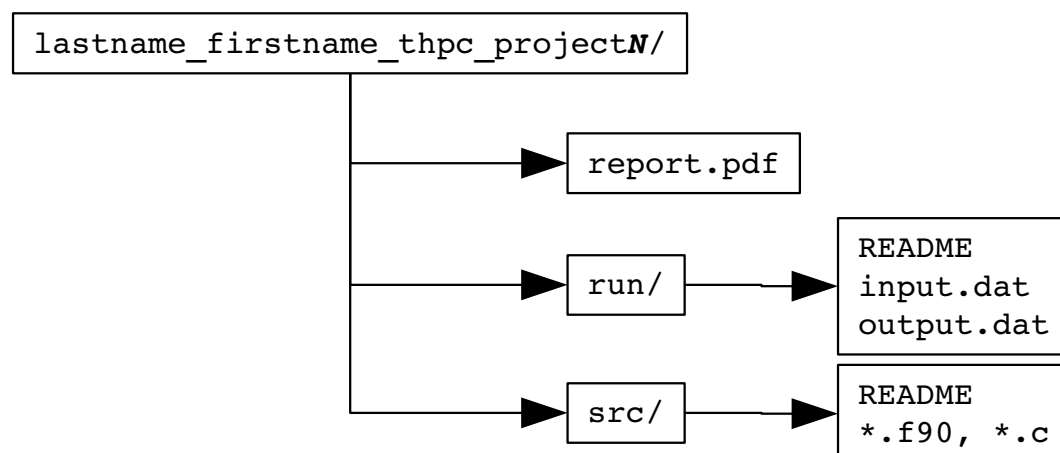 lastname_firstname_thpc_projectN/
report.pdf
run/
README
input.dat
output.dat
src/
README
*.f90, *.c